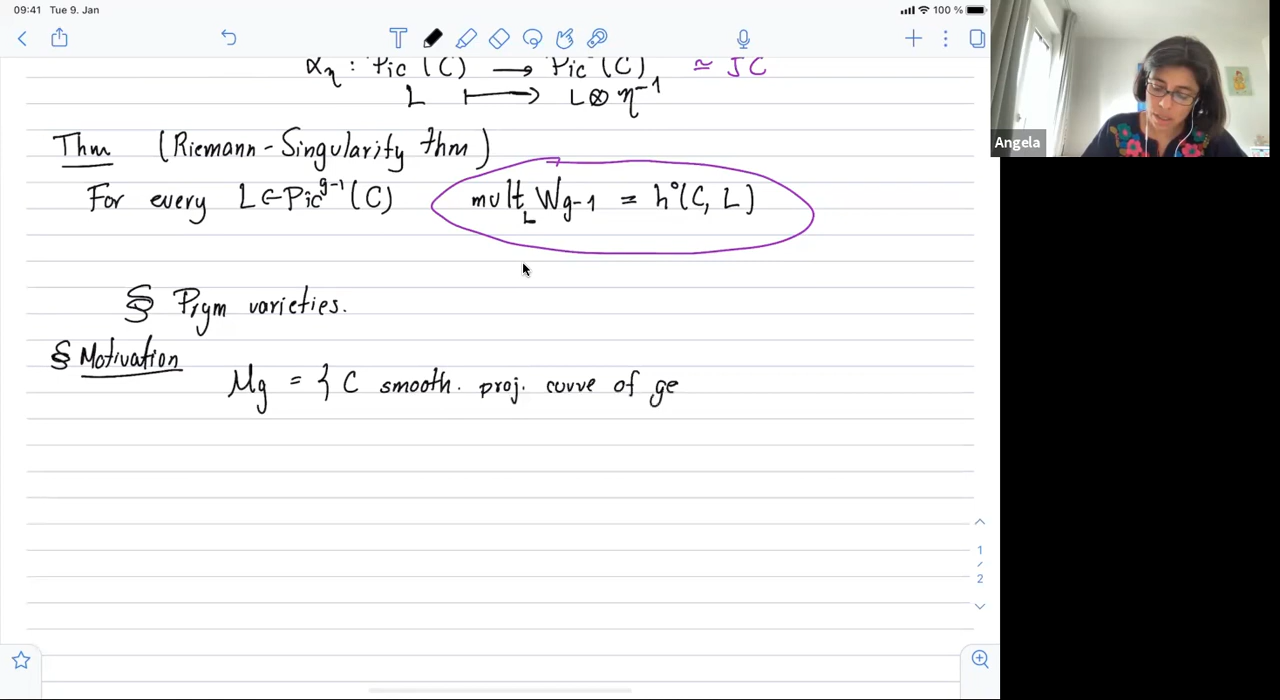 09:41 Tue 9. Jan
100 %
α_η : Pic (C) → Pic (C) ≃ JC
L ⟼ L⊗ η⁻¹
Angela
Thm (Riemann-Singularity thm)
For every L∈Pic^{g-1}(C) mult_L W_{g-1} = h⁰(C, L)
§ Prym varieties.
§ Motivation
M_g = { C smooth. proj. curve of ge
1
/
2